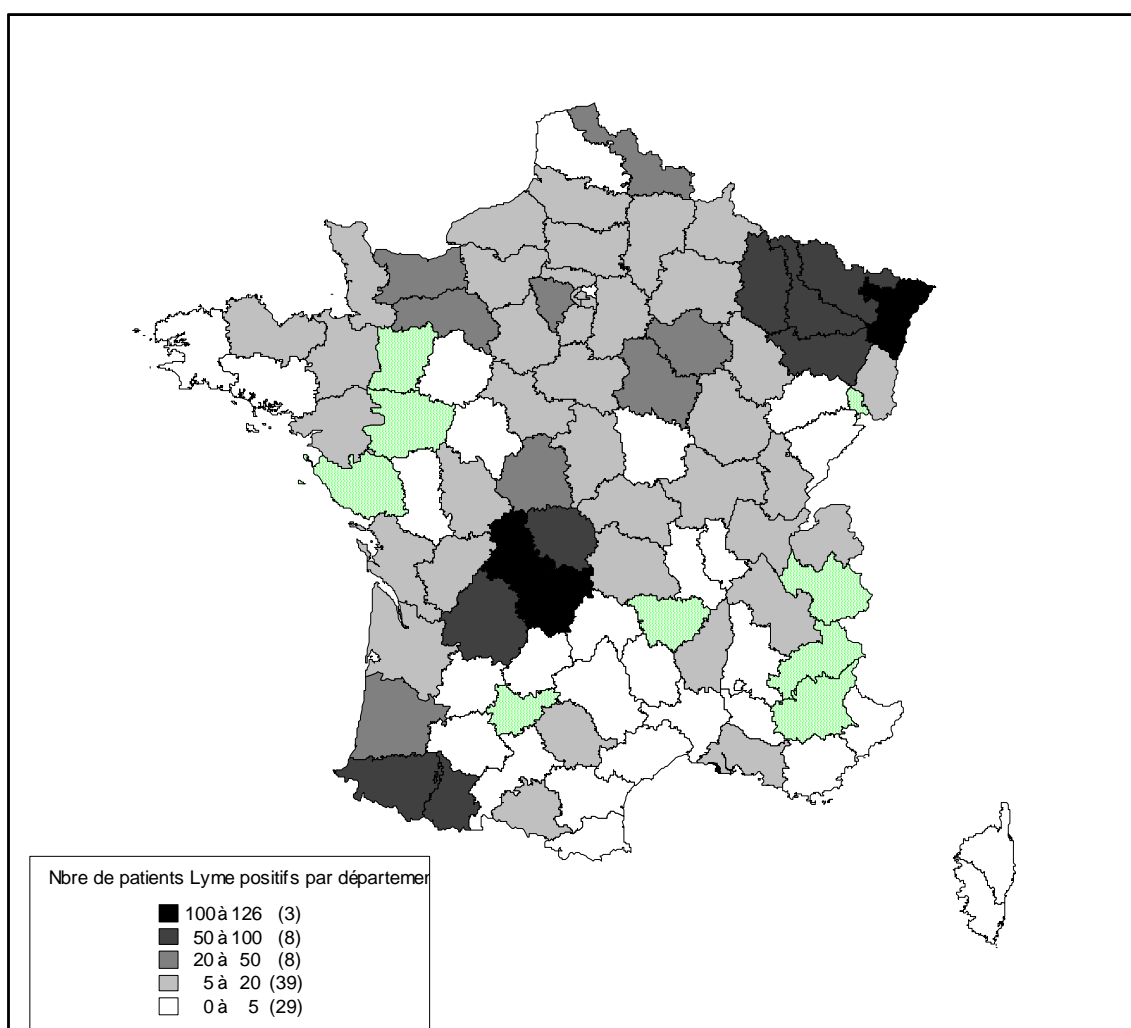 Nbre de patients Lyme positifs par départemer
100 à 126 (3)
50 à 100 (8)
20 à 50 (8)
5 à 20 (39)
0 à 5 (29)